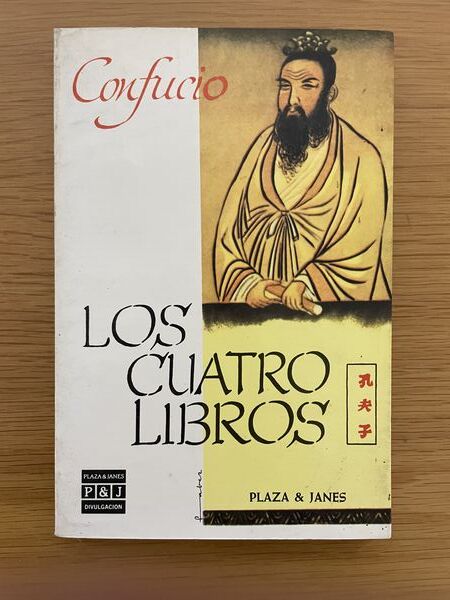 Confucio
LOS
CUATRO
LIBROS
孔
夫
子
PLAZA & JANES
P&J
DIVULGACION
PLAZA & JANES